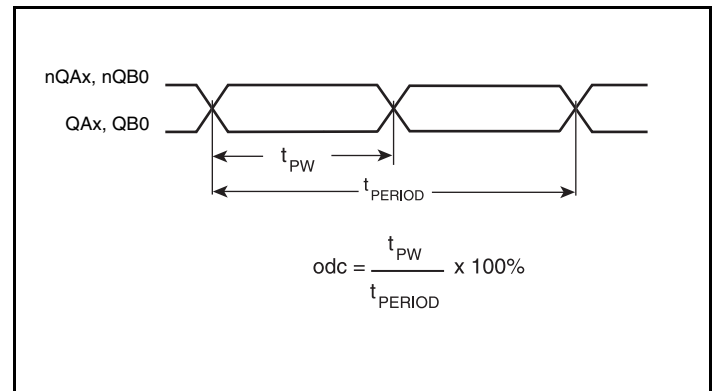 nQAx, nQB0
QAx, QB0
tPW
tPERIOD
odc = tPW / tPERIOD x 100%